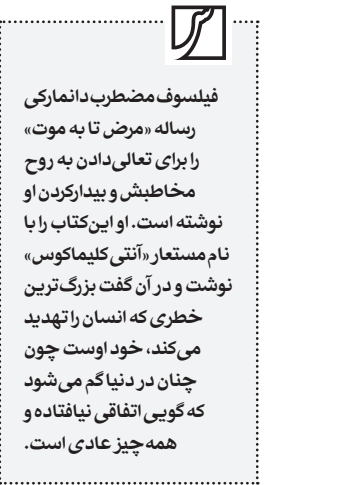 فیلسوف مضطرب دانمارکی
رساله «مرض تا به موت»
را برای تعالی‌دادن به روح
مخاطبش و بیدارکردن او
نوشته است. او این‌کتاب را با
نام مستعار «آنتی‌کلیماکوس»
نوشت و در آن گفت بزرگ‌ترین
خطری که انسان را تهدید
می‌کند، خود اوست چون
چنان در دنیا گم می‌شود
که گویی اتفاقی نیافتاده و
همه‌چیز عادی است.